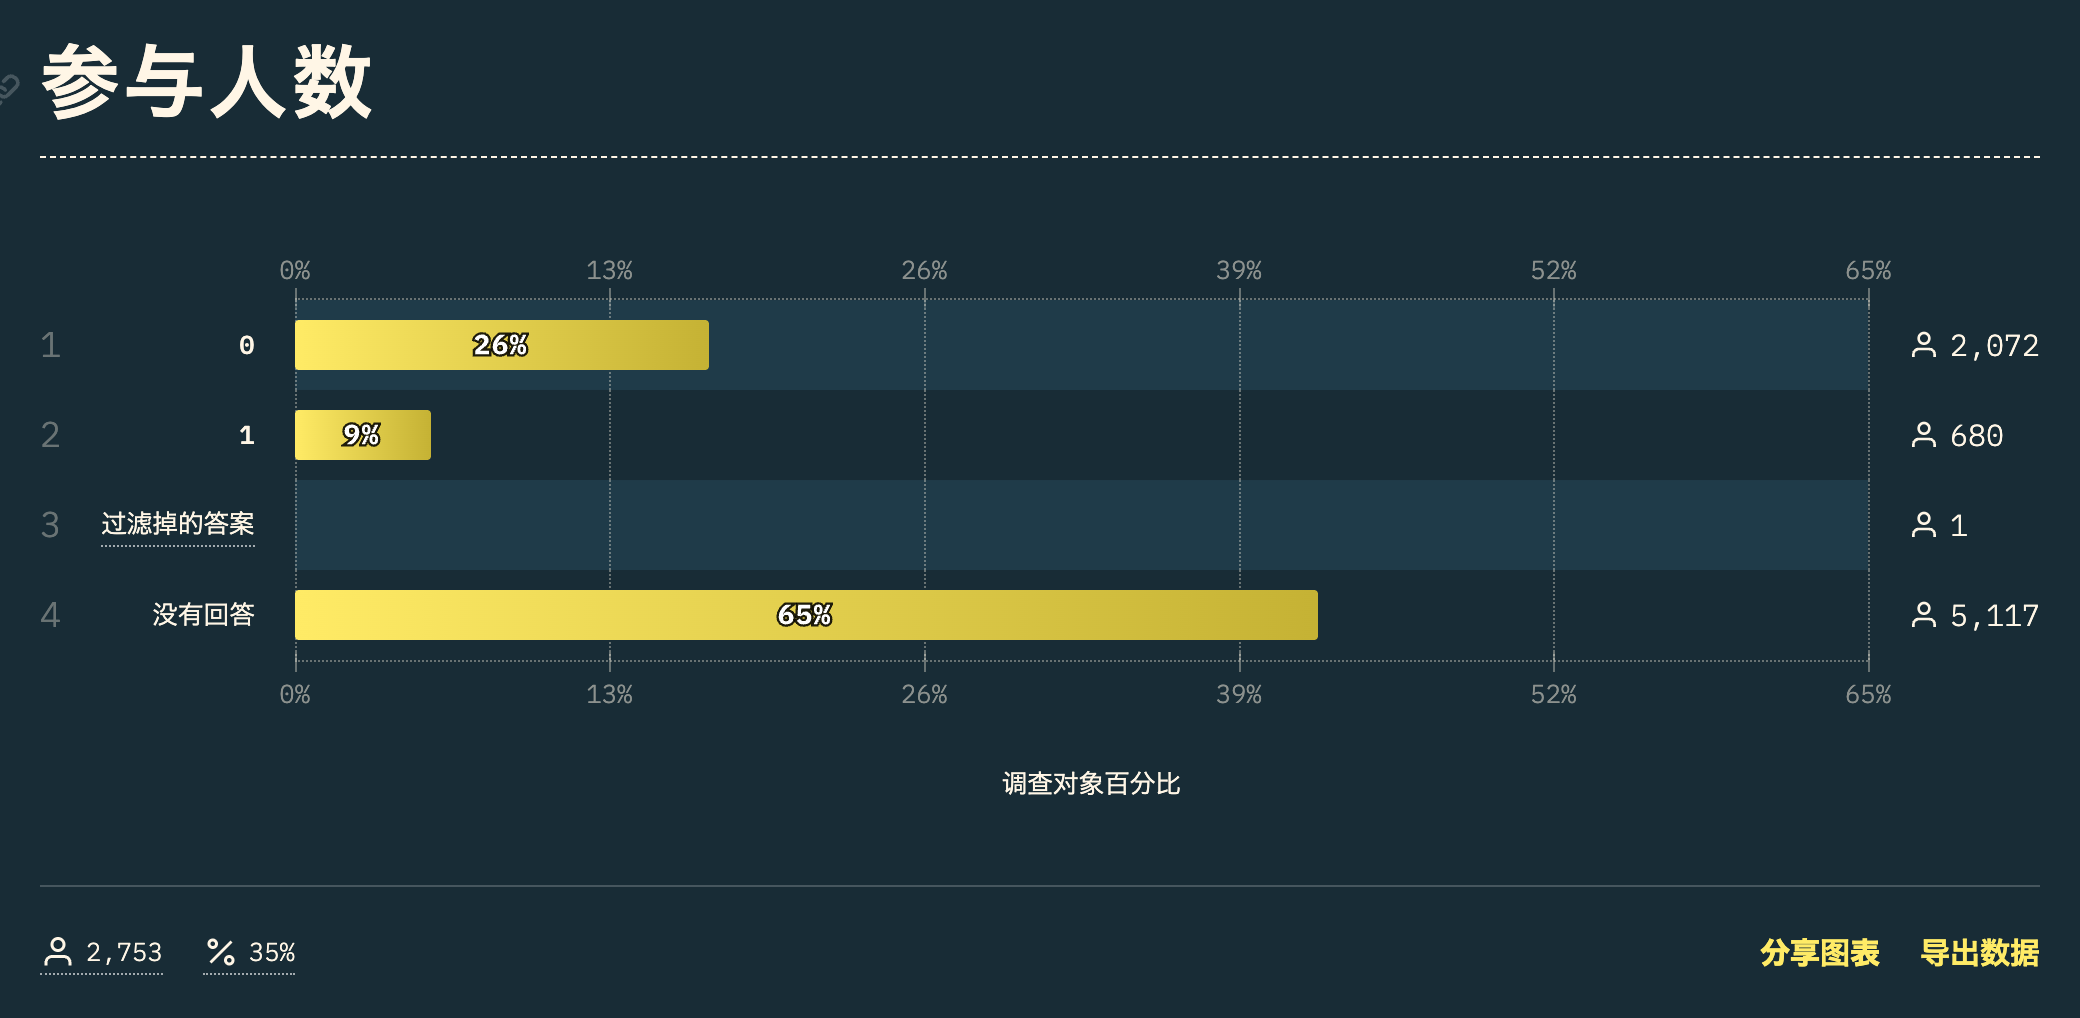 参与人数
0% 13% 26% 39% 52% 65%
1 0 26% 2,072
2 1 9% 680
3 过滤掉的答案 1
4 没有回答 65% 5,117
0% 13% 26% 39% 52% 65%
调查对象百分比
2,753 35% 分享图表 导出数据